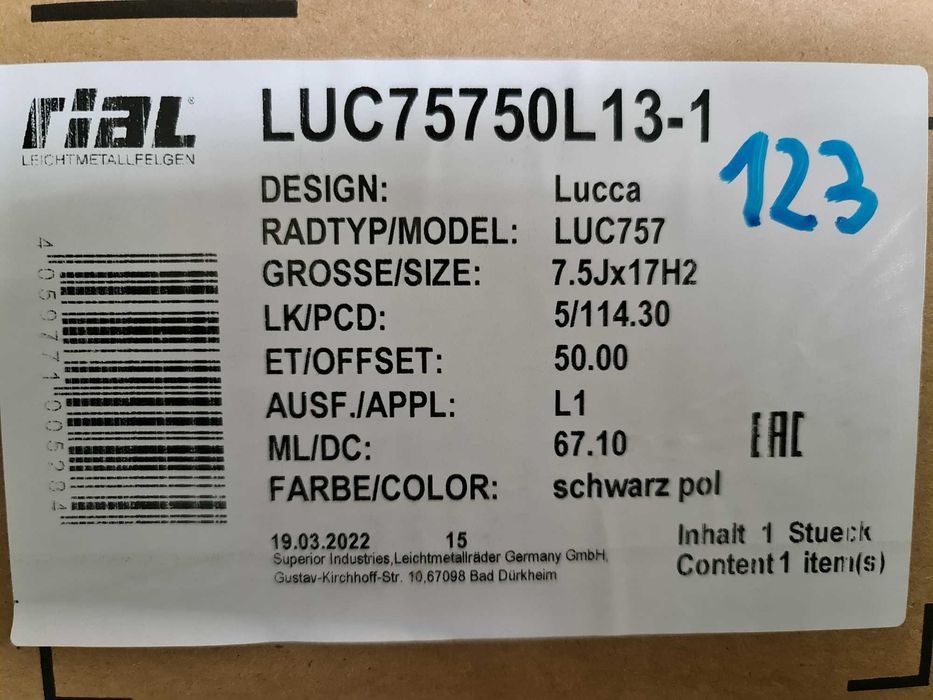 rial®
LEICHTMETALLFELGEN
LUC75750L13-1
123
DESIGN: Lucca
RADTYP/MODEL: LUC757
GROSSE/SIZE: 7.5Jx17H2
LK/PCD: 5/114.30
ET/OFFSET: 50.00
AUSF./APPL: L1
ML/DC: 67.10
EAC
FARBE/COLOR: schwarz pol
4059771005284
19.03.2022 15
Superior Industries,Leichtmetallräder Germany GmbH,
Gustav-Kirchhoff-Str. 10,67098 Bad Dürkheim
Inhalt 1 Stueck
Content 1 item(s)